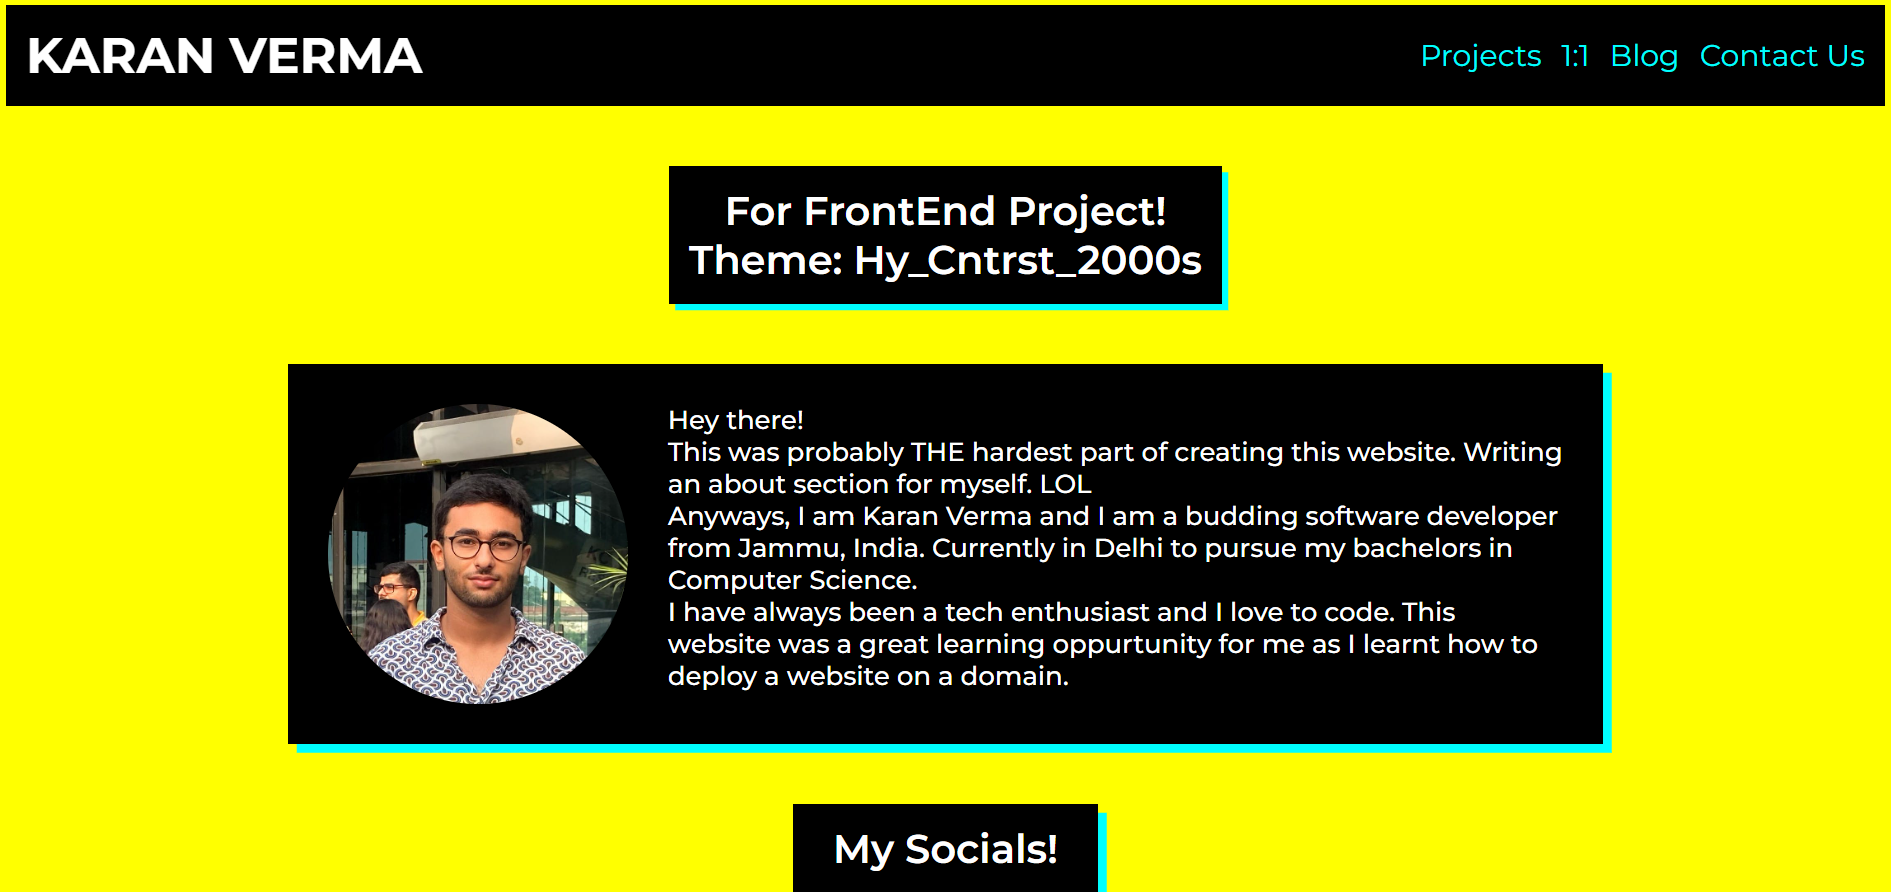 KARAN VERMA
Projects 1:1 Blog Contact Us
For FrontEnd Project!
Theme: Hy_Cntrst_2000s
Hey there!
This was probably THE hardest part of creating this website. Writing
an about section for myself. LOL
Anyways, I am Karan Verma and I am a budding software developer
from Jammu, India. Currently in Delhi to pursue my bachelors in
Computer Science.
I have always been a tech enthusiast and I love to code. This
website was a great learning oppurtunity for me as I learnt how to
deploy a website on a domain.
My Socials!